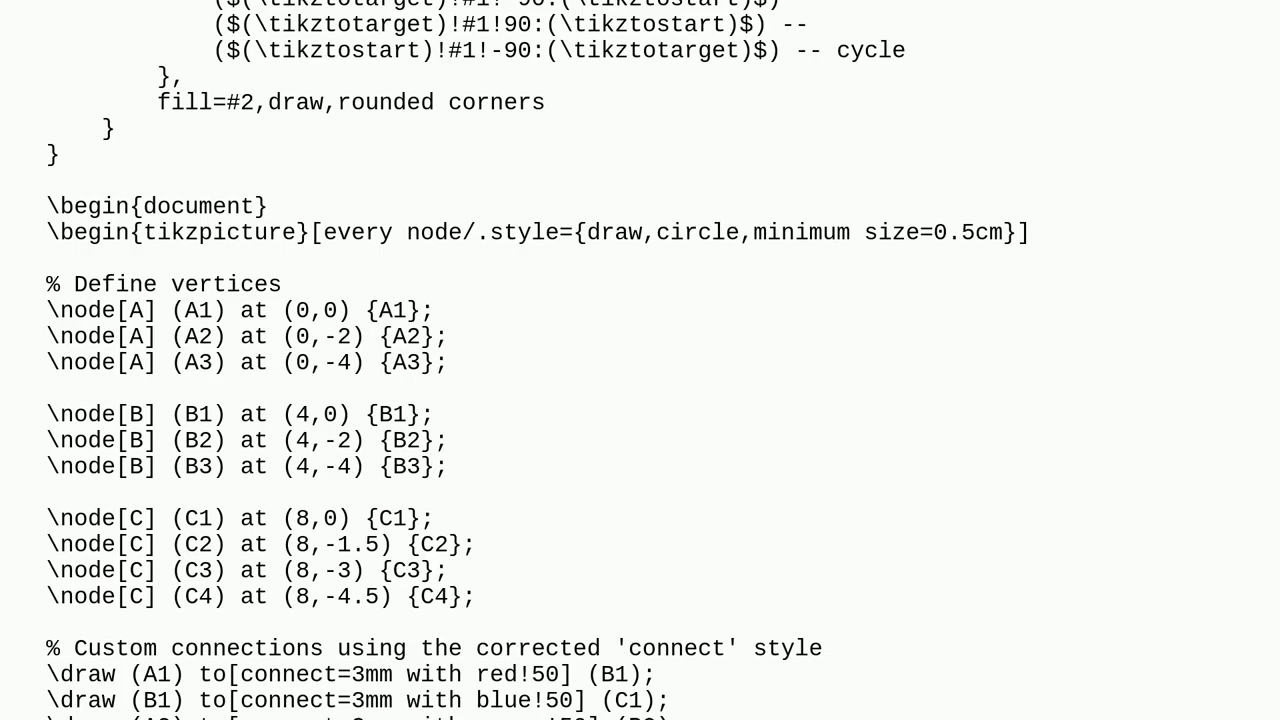 ($(\tikztotarget)!#1!-90:(\tikztostart)$)
($(\tikztotarget)!#1!90:(\tikztostart)$) --
($(\tikztostart)!#1!-90:(\tikztotarget)$) -- cycle
},
fill=#2,draw,rounded corners
}
}
\begin{document}
\begin{tikzpicture}[every node/.style={draw,circle,minimum size=0.5cm}]
% Define vertices
\node[A] (A1) at (0,0) {A1};
\node[A] (A2) at (0,-2) {A2};
\node[A] (A3) at (0,-4) {A3};
\node[B] (B1) at (4,0) {B1};
\node[B] (B2) at (4,-2) {B2};
\node[B] (B3) at (4,-4) {B3};
\node[C] (C1) at (8,0) {C1};
\node[C] (C2) at (8,-1.5) {C2};
\node[C] (C3) at (8,-3) {C3};
\node[C] (C4) at (8,-4.5) {C4};
% Custom connections using the corrected 'connect' style
\draw (A1) to[connect=3mm with red!50] (B1);
\draw (B1) to[connect=3mm with blue!50] (C1);